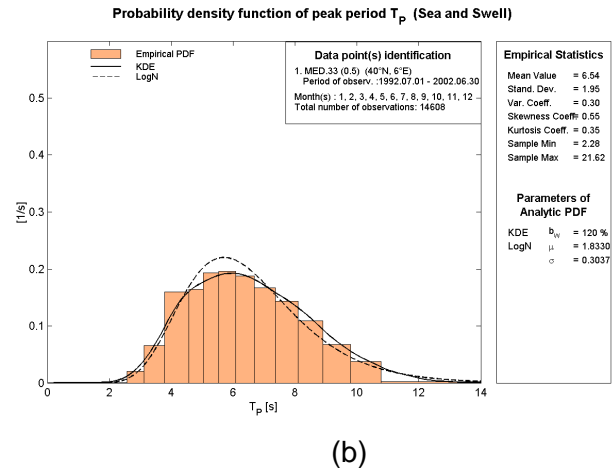 Probability density function of peak period T_P (Sea and Swell)
Empirical PDF
KDE
LogN
Data point(s) identification
1. MED.33 (0.5) (40°N, 6°E)
Period of observ. :1992.07.01 - 2002.06.30
Month(s) : 1, 2, 3, 4, 5, 6, 7, 8, 9, 10, 11, 12
Total number of observations: 14608
[1/s]
0.5
0.4
0.3
0.2
0.1
0
0 2 4 6 8 10 12 14
T_P [s]
Empirical Statistics
Mean Value = 6.54
Stand. Dev. = 1.95
Var. Coeff. = 0.30
Skewness Coeff= 0.55
Kurtosis Coeff. = 0.35
Sample Min = 2.28
Sample Max = 21.62
Parameters of
Analytic PDF
KDE b_W = 120 %
LogN μ = 1.8330
σ = 0.3037
(b)